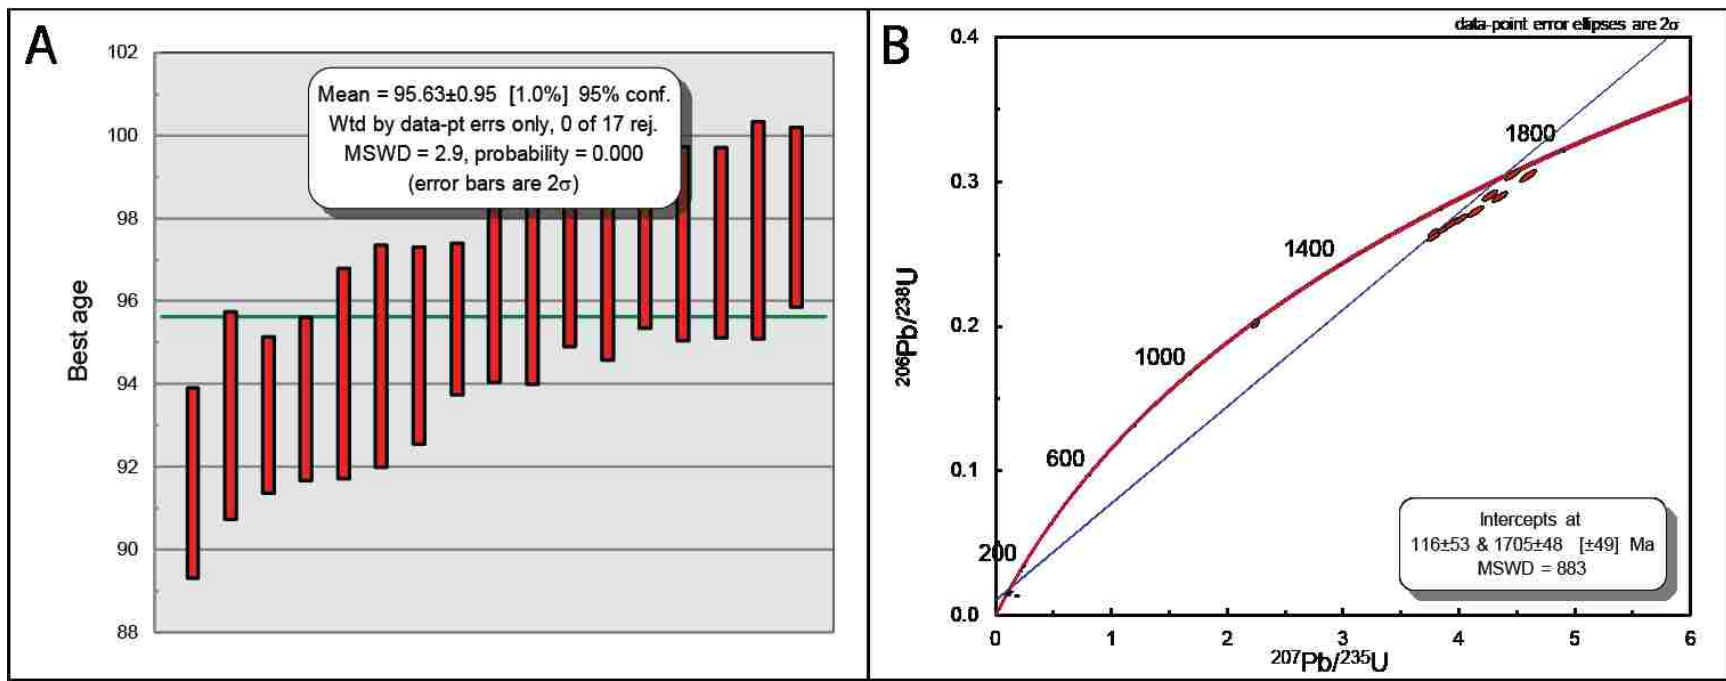 A
102
100
98
96
94
92
90
88
Best age
Mean = 95.63±0.95 [1.0%] 95% conf.
Wtd by data-pt errs only, 0 of 17 rej.
MSWD = 2.9, probability = 0.000
(error bars are 2σ)
B
data-point error ellipses are 2σ
0.4
0.3
0.2
0.1
0.0
206Pb/238U
1800
1400
1000
600
200
Intercepts at
116±53 & 1705±48 [±49] Ma
MSWD = 883
0 1 2 3 4 5 6
207Pb/235U